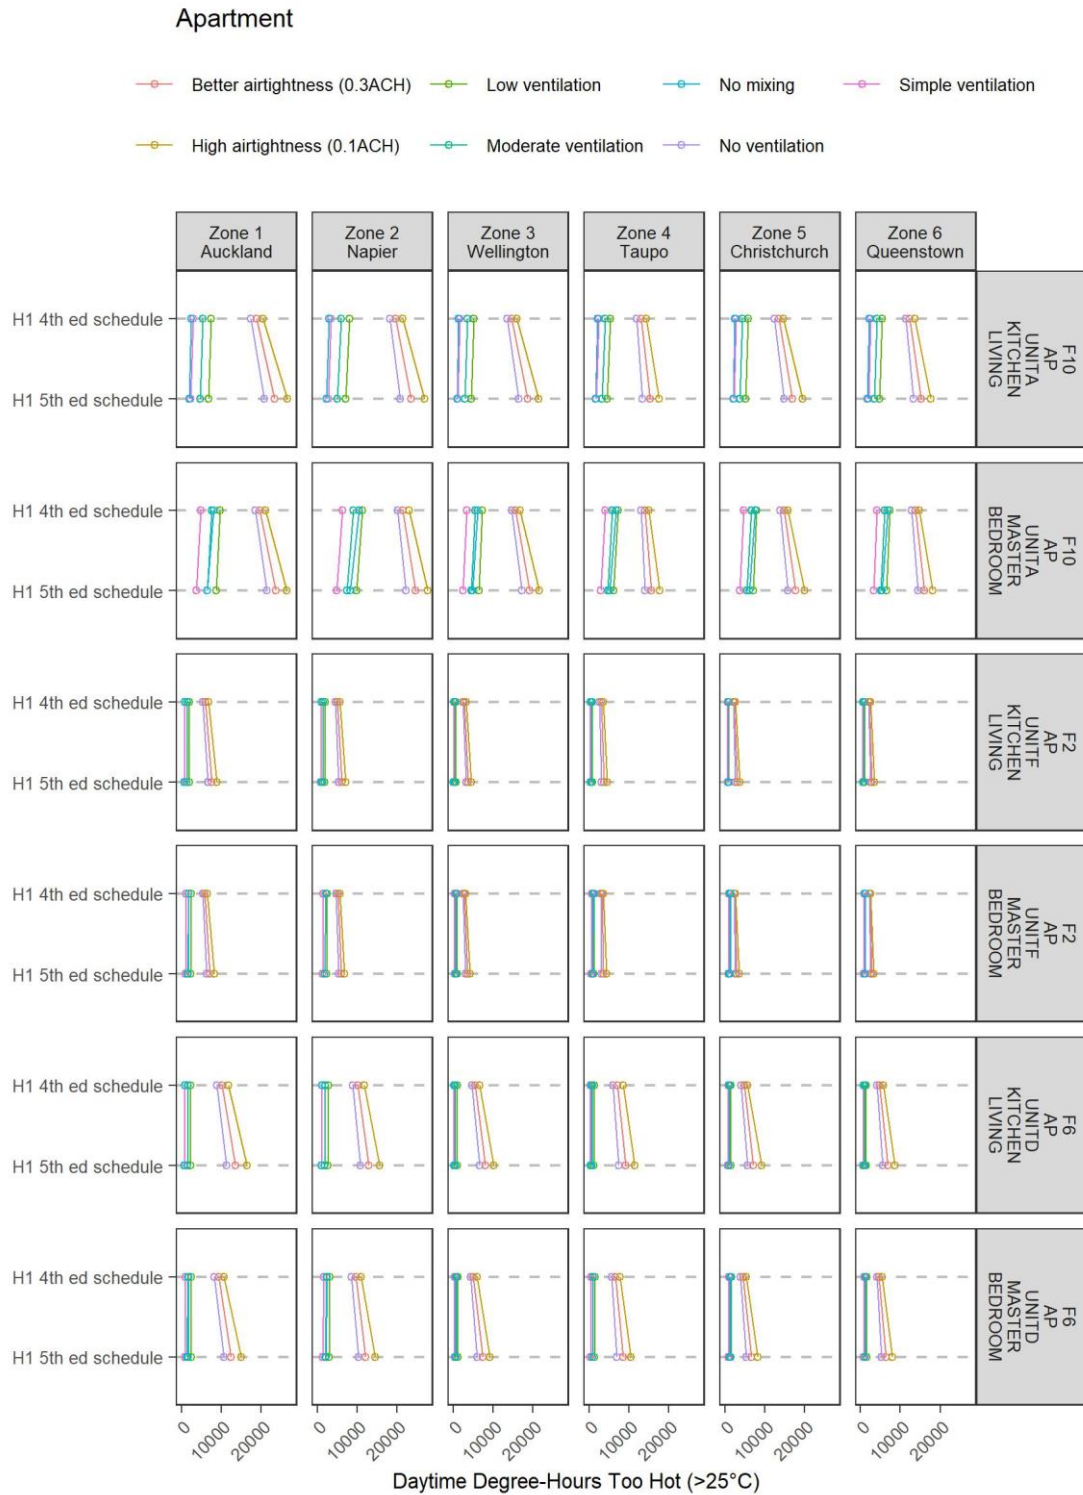 Apartment
Better airtightness (0.3ACH) Low ventilation No mixing Simple ventilation
High airtightness (0.1ACH) Moderate ventilation No ventilation
Zone 1 Zone 2 Zone 3 Zone 4 Zone 5 Zone 6
Auckland Napier Wellington Taupo Christchurch Queenstown
H1 4th ed schedule
H1 5th ed schedule
F10
UNITA
AP
KITCHEN
LIVING
H1 4th ed schedule
H1 5th ed schedule
F10
UNITA
AP
MASTER
BEDROOM
H1 4th ed schedule
H1 5th ed schedule
F2
UNITF
AP
KITCHEN
LIVING
H1 4th ed schedule
H1 5th ed schedule
F2
UNITF
AP
MASTER
BEDROOM
H1 4th ed schedule
H1 5th ed schedule
F6
UNITD
AP
KITCHEN
LIVING
H1 4th ed schedule
H1 5th ed schedule
F6
UNITD
AP
MASTER
BEDROOM
0 10000 20000 0 10000 20000 0 10000 20000 0 10000 20000 0 10000 20000 0 10000 20000
Daytime Degree-Hours Too Hot (>25°C)